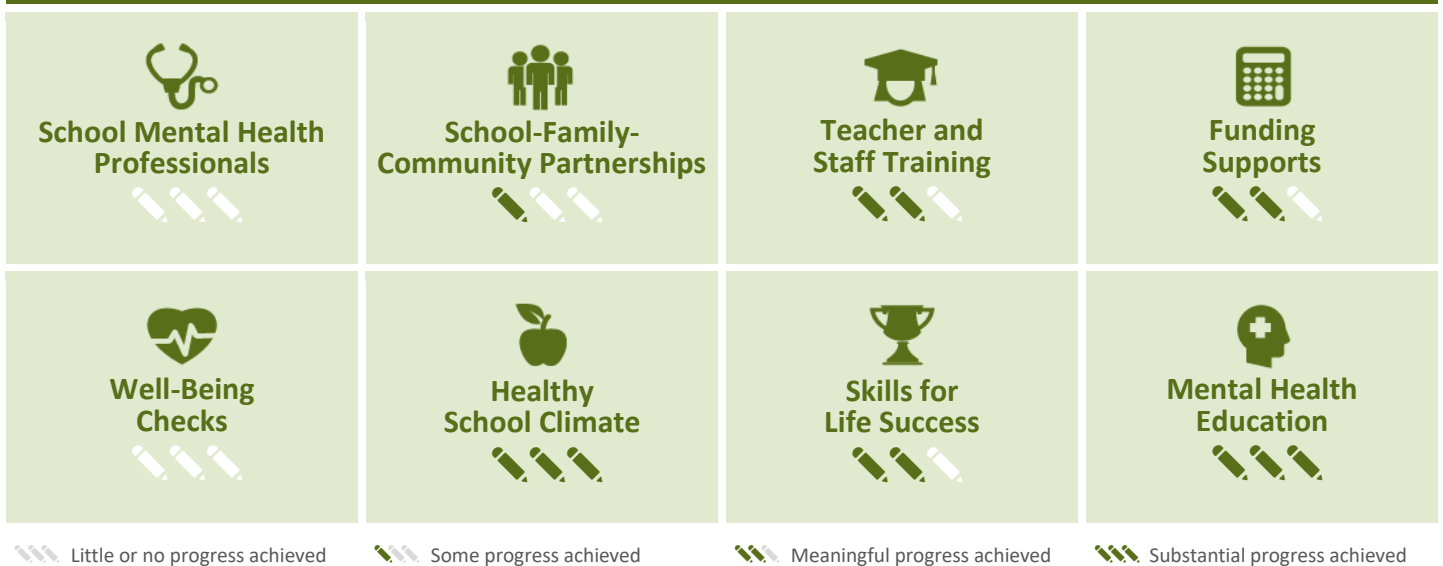 School Mental Health
Professionals
School-Family-
Community Partnerships
Teacher and
Staff Training
Funding
Supports
Well-Being
Checks
Healthy
School Climate
Skills for
Life Success
Mental Health
Education
Little or no progress achieved
Some progress achieved
Meaningful progress achieved
Substantial progress achieved